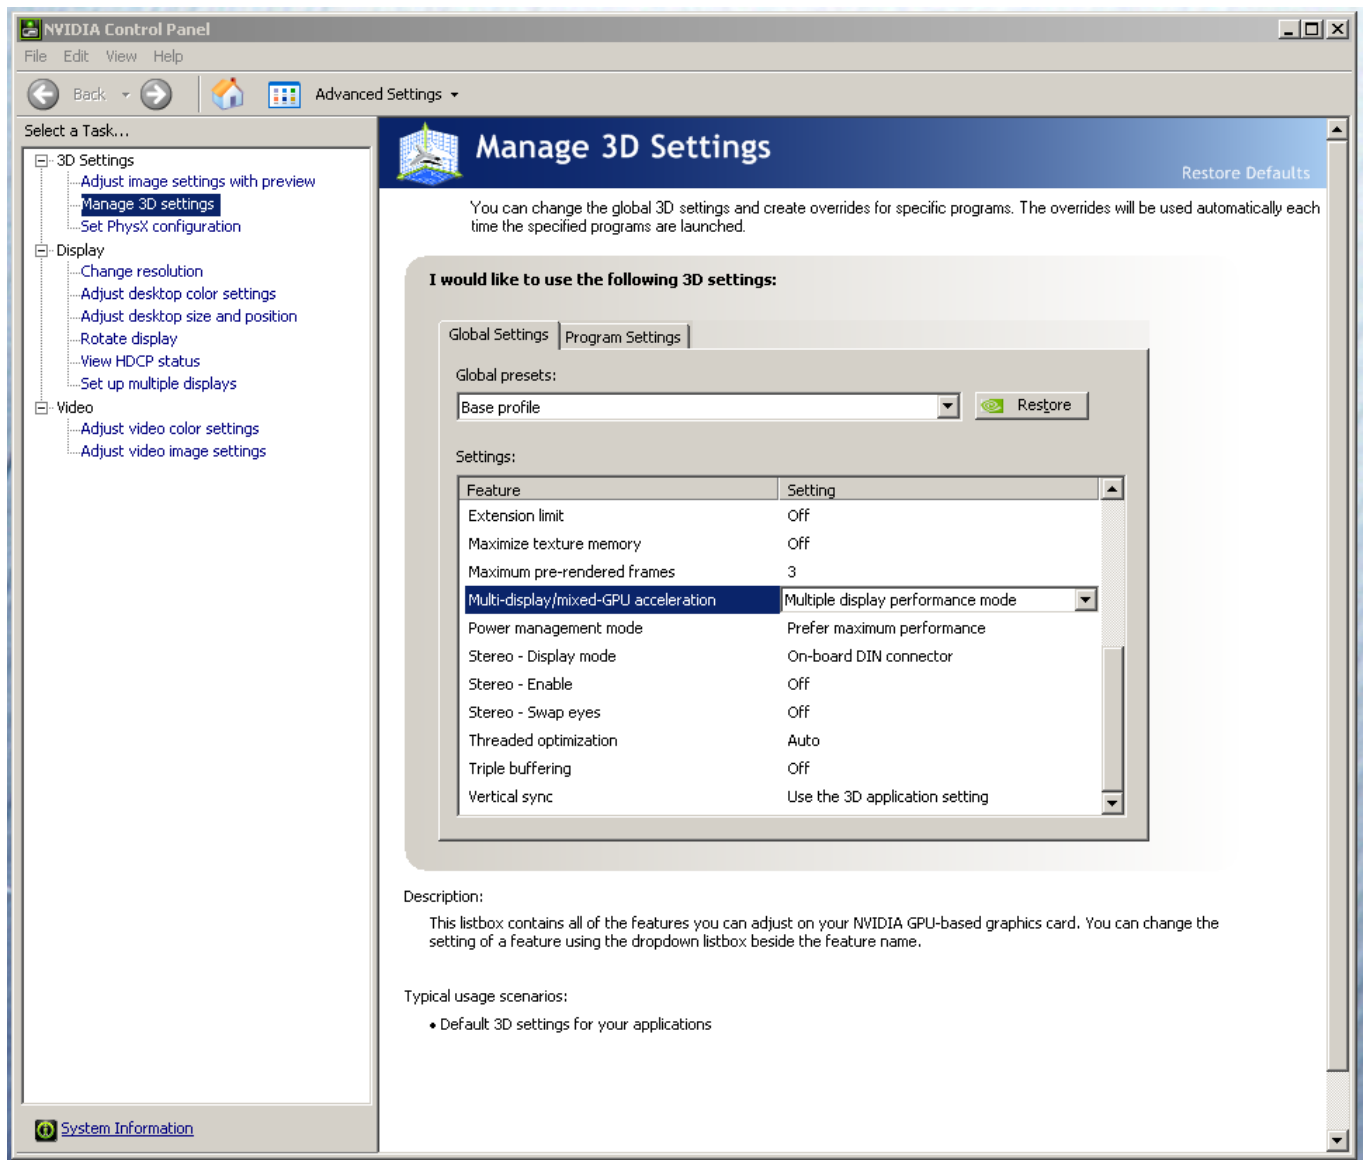 NVIDIA Control Panel
File Edit View Help
Back Advanced Settings
Select a Task...
3D Settings
Adjust image settings with preview
Manage 3D settings
Set PhysX configuration
Display
Change resolution
Adjust desktop color settings
Adjust desktop size and position
Rotate display
View HDCP status
Set up multiple displays
Video
Adjust video color settings
Adjust video image settings
System Information
Manage 3D Settings
Restore Defaults
You can change the global 3D settings and create overrides for specific programs. The overrides will be used automatically each
time the specified programs are launched.
I would like to use the following 3D settings:
Global Settings Program Settings
Global presets:
Base profile Restore
Settings:
Feature Setting
Extension limit Off
Maximize texture memory Off
Maximum pre-rendered frames 3
Multi-display/mixed-GPU acceleration Multiple display performance mode
Power management mode Prefer maximum performance
Stereo - Display mode On-board DIN connector
Stereo - Enable Off
Stereo - Swap eyes Off
Threaded optimization Auto
Triple buffering Off
Vertical sync Use the 3D application setting
Description:
This listbox contains all of the features you can adjust on your NVIDIA GPU-based graphics card. You can change the
setting of a feature using the dropdown listbox beside the feature name.
Typical usage scenarios:
• Default 3D settings for your applications